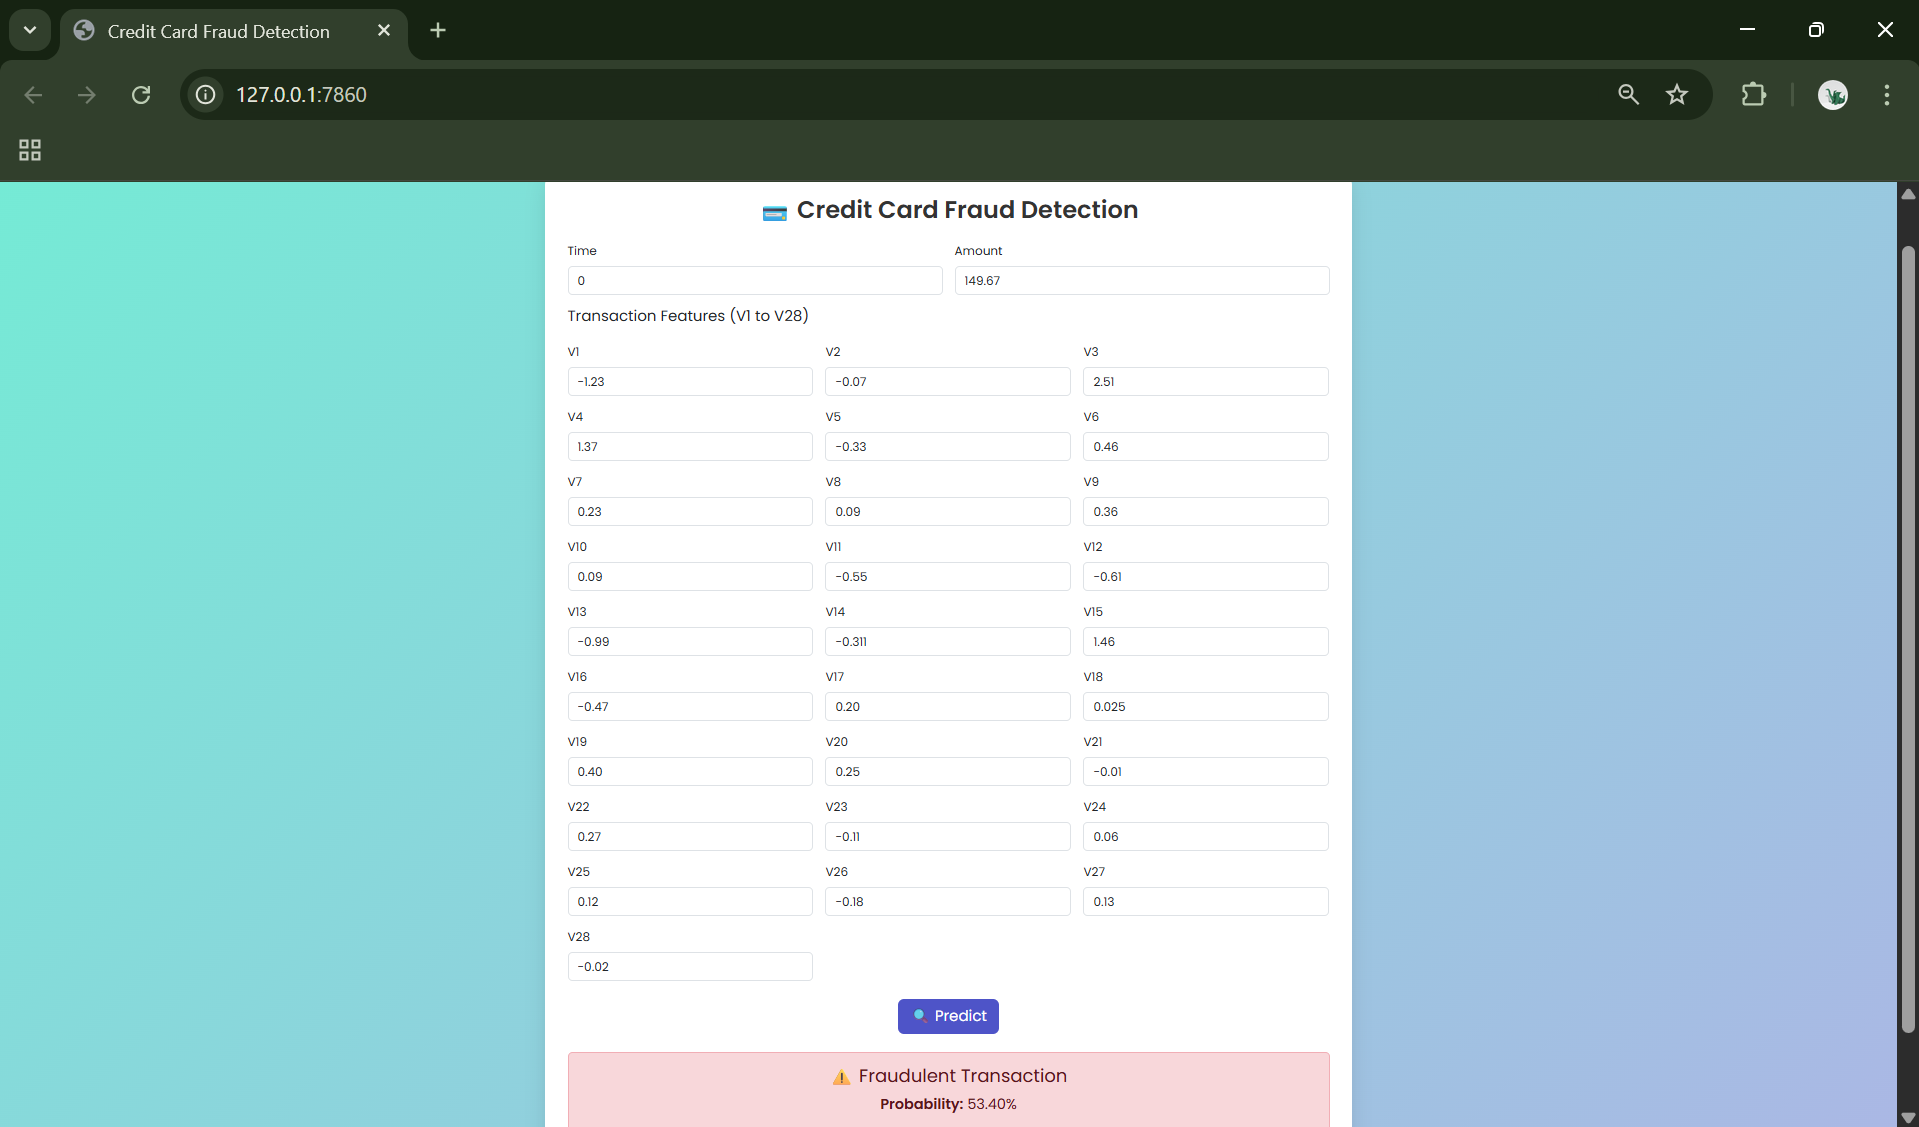 Credit Card Fraud Detection
127.0.0.1:7860
Credit Card Fraud Detection
Time Amount
0 149.67
Transaction Features (V1 to V28)
V1 V2 V3
-1.23 -0.07 2.51
V4 V5 V6
1.37 -0.33 0.46
V7 V8 V9
0.23 0.09 0.36
V10 V11 V12
0.09 -0.55 -0.61
V13 V14 V15
-0.99 -0.311 1.46
V16 V17 V18
-0.47 0.20 0.025
V19 V20 V21
0.40 0.25 -0.01
V22 V23 V24
0.27 -0.11 0.06
V25 V26 V27
0.12 -0.18 0.13
V28
-0.02
Predict
Fraudulent Transaction
Probability: 53.40%